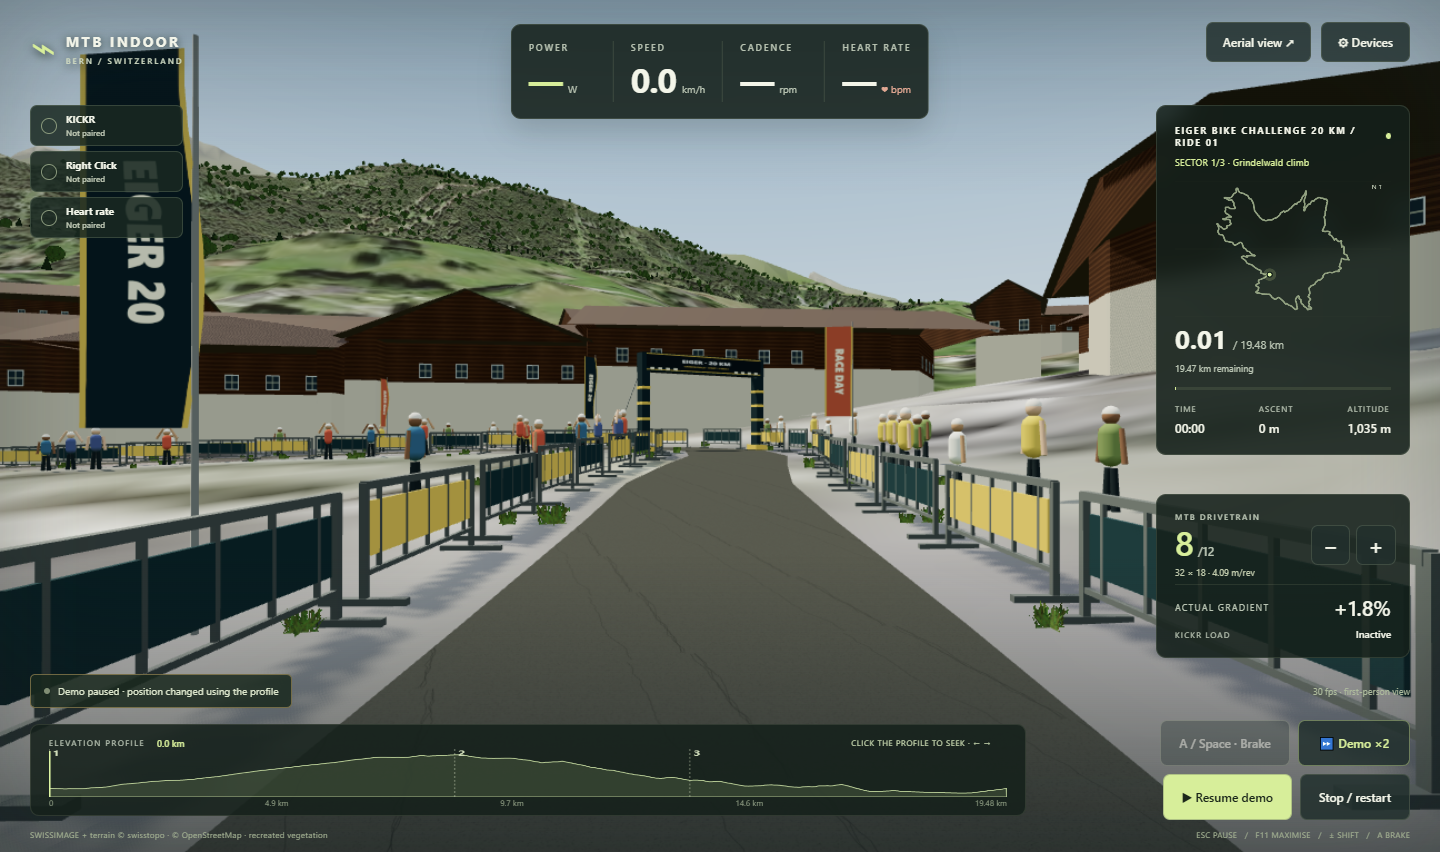 MTB INDOOR
BERN / SWITZERLAND
KICKR
Not paired
Right Click
Not paired
Heart rate
Not paired
EIGER 20
POWER
W
SPEED
0.0 km/h
CADENCE
rpm
HEART RATE
♥ bpm
Aerial view ↗
⚙ Devices
EIGER BIKE CHALLENGE 20 KM /
RIDE 01
SECTOR 1/3 · Grindelwald climb
N ↑
0.01 / 19.48 km
19.47 km remaining
TIME
00:00
ASCENT
0 m
ALTITUDE
1,035 m
EIGER 20
EIGER · 20 KM
RACE DAY
MTB DRIVETRAIN
8 /12
− +
32 × 18 · 4.09 m/rev
ACTUAL GRADIENT +1.8%
KICKR LOAD Inactive
30 fps · first-person view
Demo paused · position changed using the profile
ELEVATION PROFILE 0.0 km
CLICK THE PROFILE TO SEEK · ← →
1 2 3
0 4.9 km 9.7 km 14.6 km 19.48 km
A / Space · Brake
⏩ Demo ×2
▶ Resume demo
Stop / restart
SWISSIMAGE + terrain © swisstopo · © OpenStreetMap · recreated vegetation
ESC PAUSE / F11 MAXIMISE / ± SHIFT / A BRAKE